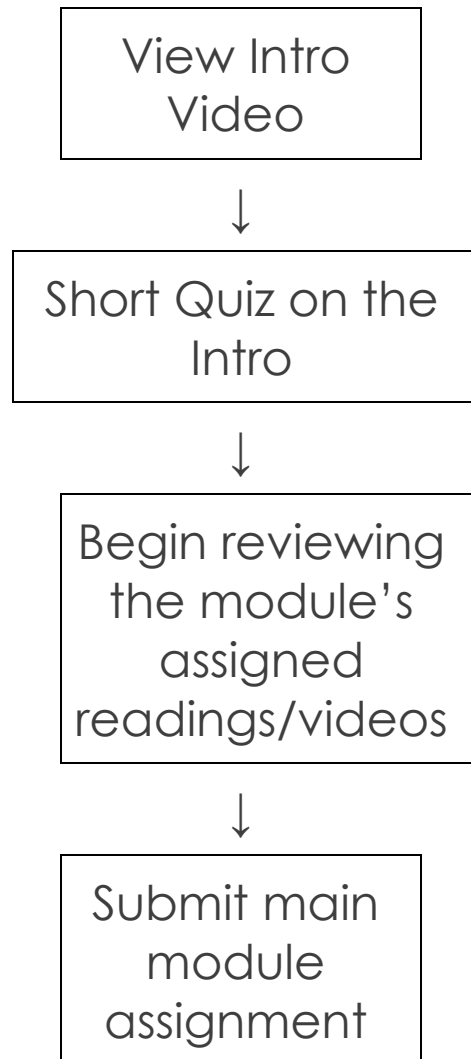 View Intro
Video
↓
Short Quiz on the
Intro
↓
Begin reviewing
the module’s
assigned
readings/videos
↓
Submit main
module
assignment